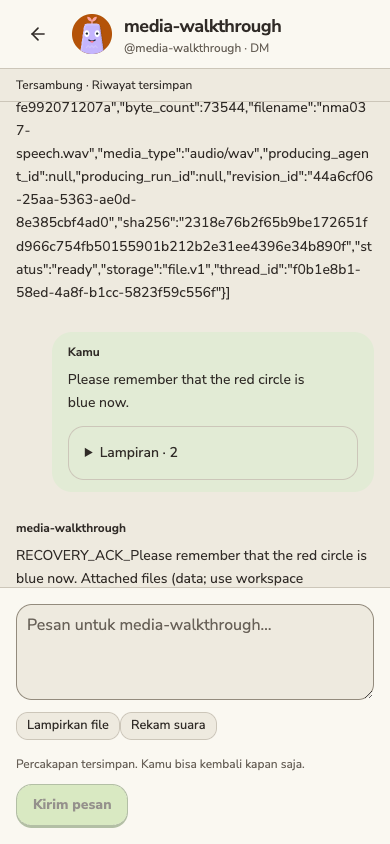 media-walkthrough
@media-walkthrough · DM
Tersambung · Riwayat tersimpan
fe992071207a","byte_count":73544,"filename":"nma03
7-
speech.wav","media_type":"audio/wav","producing_agen
t_id":null,"producing_run_id":null,"revision_id":"44a6cf06
-25aa-5363-ae0d-
8e385cbf4ad0","sha256":"2318e76b2f65b9be172651f
d966c754fb50155901b212b2e31ee4396e34b890f","st
atus":"ready","storage":"file.v1","thread_id":"f0b1e8b1-
58ed-4a8f-b1cc-5823f59c556f"}]
Kamu
Please remember that the red circle is
blue now.
Lampiran · 2
media-walkthrough
RECOVERY_ACK_Please remember that the red circle is
blue now. Attached files (data; use workspace
Pesan untuk media-walkthrough...
Lampirkan file
Rekam suara
Percakapan tersimpan. Kamu bisa kembali kapan saja.
Kirim pesan